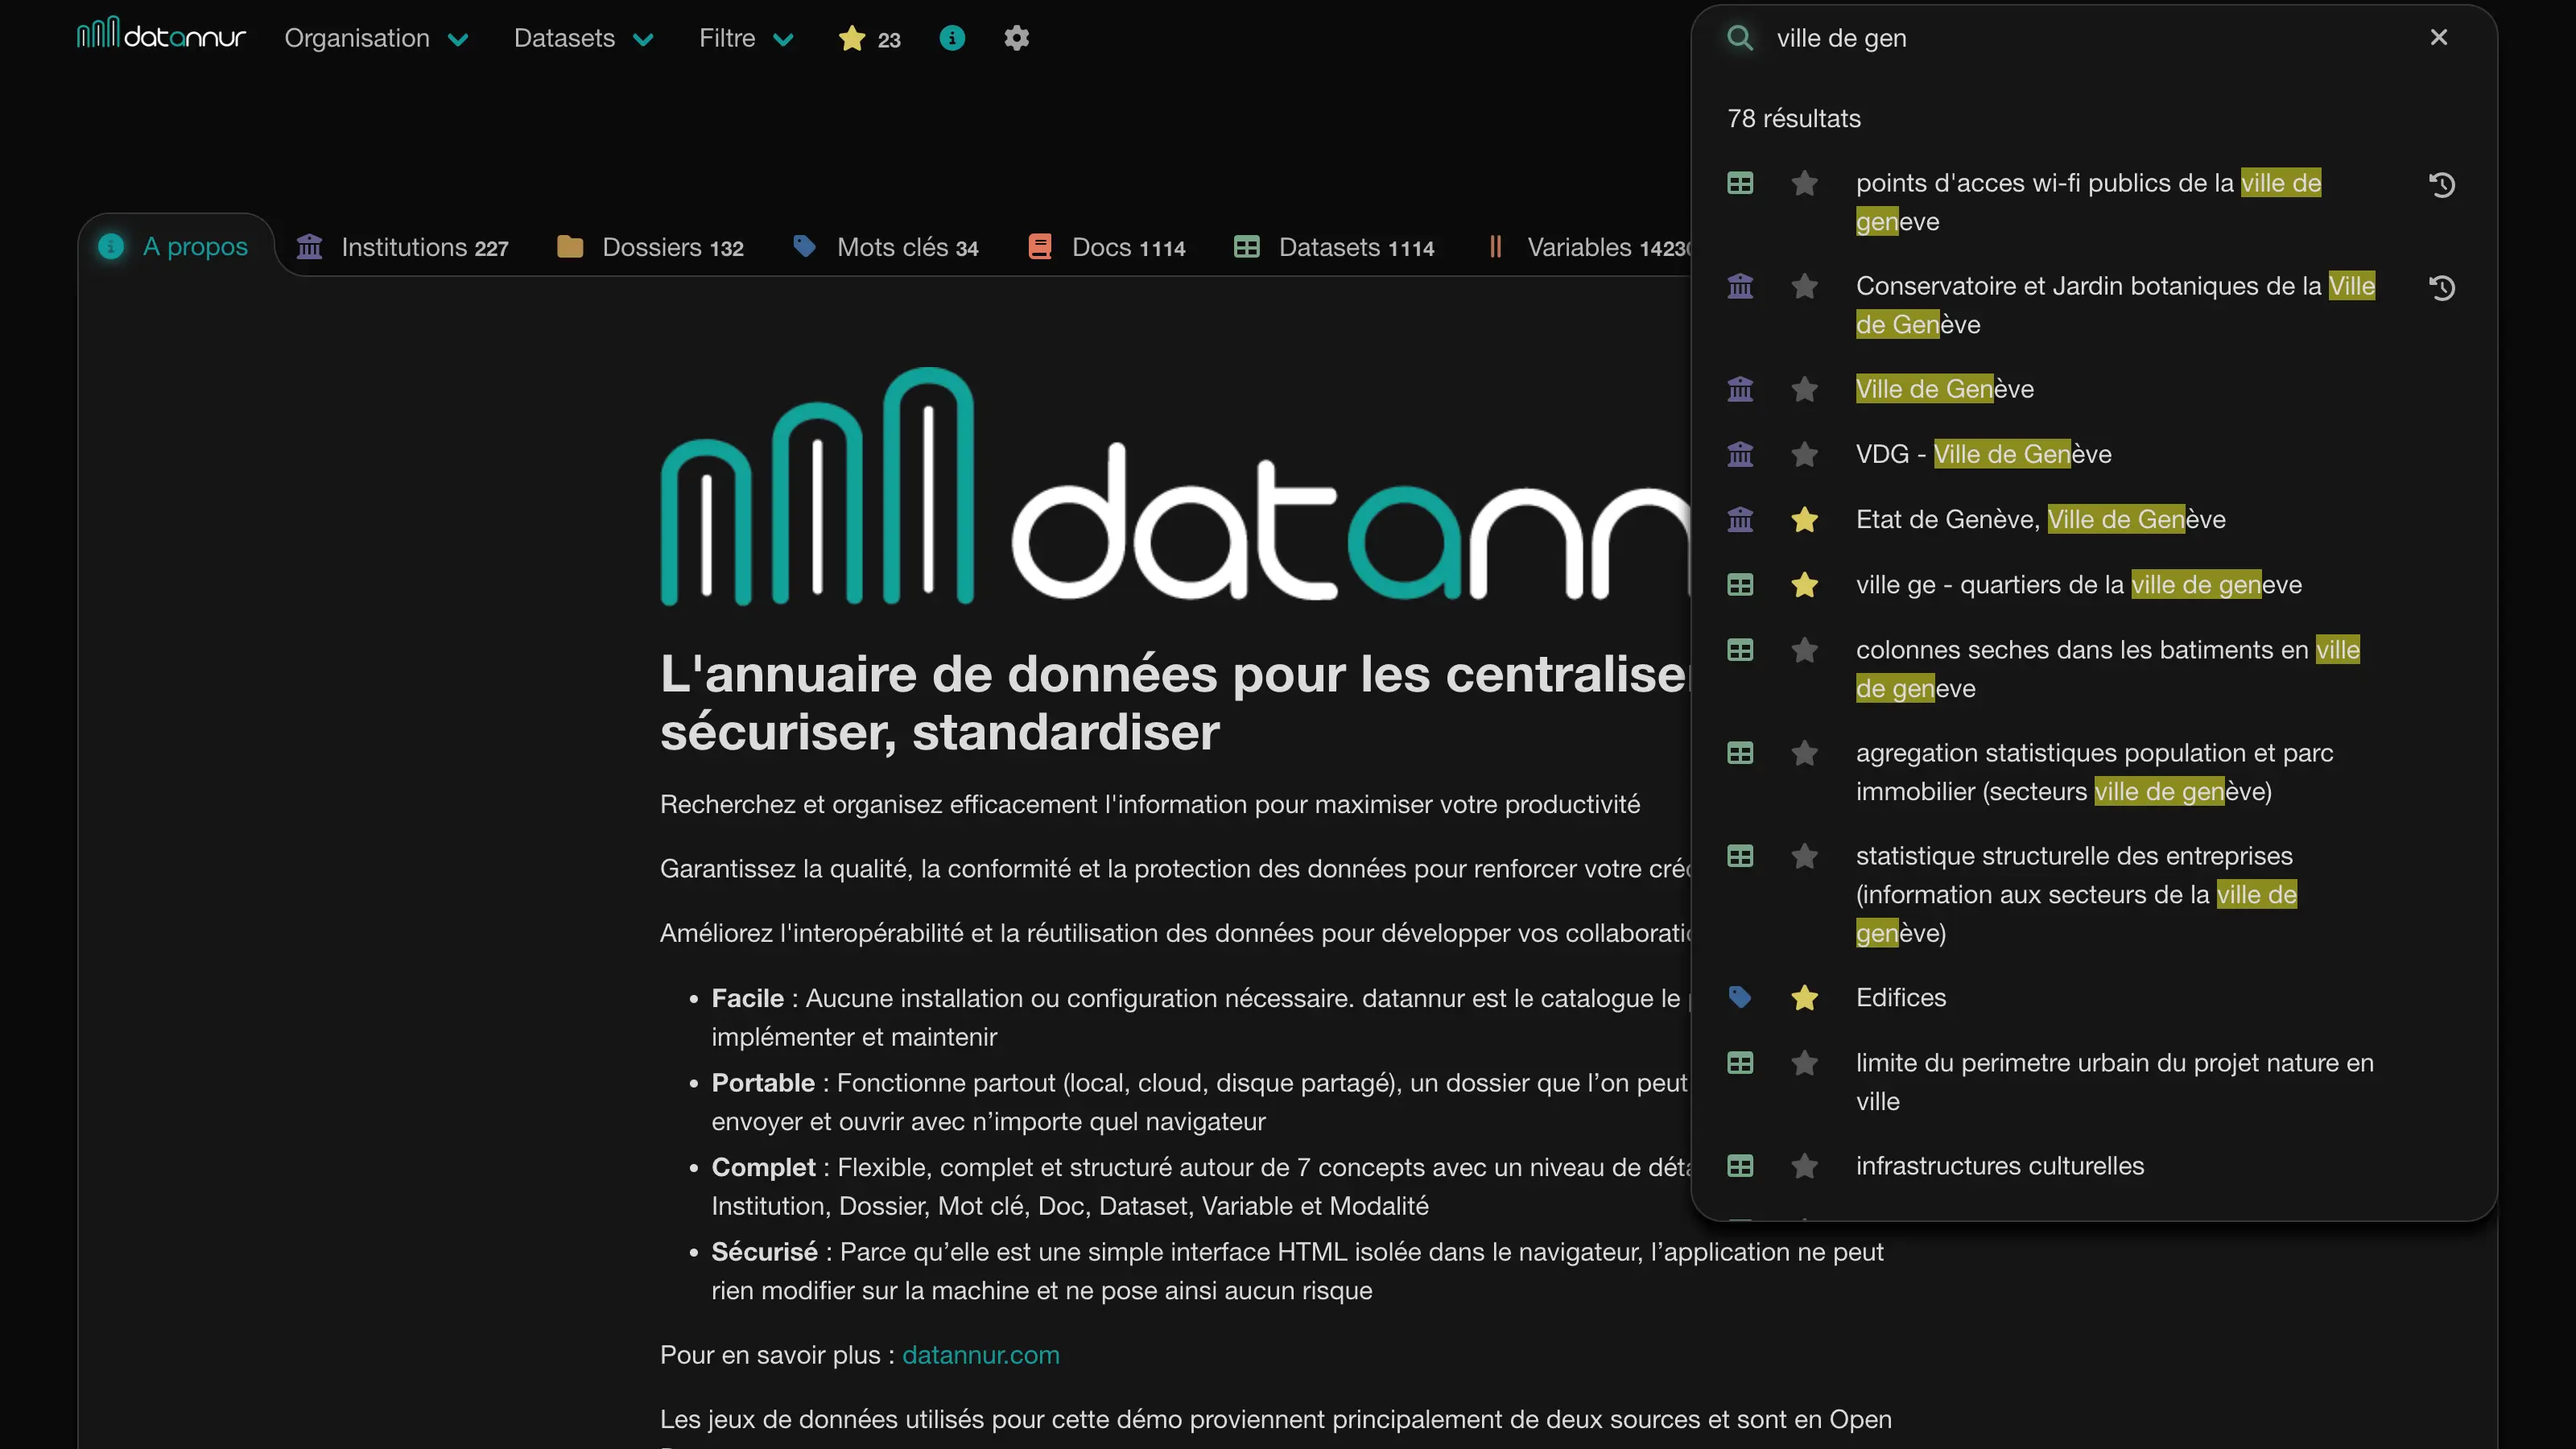 datannur Organisation Datasets Filtre 23
ville de gen
78 résultats
points d'acces wi-fi publics de la ville de
geneve
Conservatoire et Jardin botaniques de la Ville
de Genève
Ville de Genève
VDG - Ville de Genève
Etat de Genève, Ville de Genève
ville ge - quartiers de la ville de geneve
colonnes seches dans les batiments en ville
de geneve
agregation statistiques population et parc
immobilier (secteurs ville de genève)
statistique structurelle des entreprises
(information aux secteurs de la ville de
genève)
Edifices
limite du perimetre urbain du projet nature en
ville
infrastructures culturelles
A propos Institutions 227 Dossiers 132 Mots clés 34 Docs 1114 Datasets 1114 Variables 1423
datann
L'annuaire de données pour les centraliser
sécuriser, standardiser
Recherchez et organisez efficacement l'information pour maximiser votre productivité
Garantissez la qualité, la conformité et la protection des données pour renforcer votre
Améliorez l'interopérabilité et la réutilisation des données pour développer vos
• Facile : Aucune installation ou configuration nécessaire. datannur est le catalogue le
implémenter et maintenir
• Portable : Fonctionne partout (local, cloud, disque partagé), un dossier que l’on peut
envoyer et ouvrir avec n’importe quel navigateur
• Complet : Flexible, complet et structuré autour de 7 concepts avec un niveau de
Institution, Dossier, Mot clé, Doc, Dataset, Variable et Modalité
• Sécurisé : Parce qu’elle est une simple interface HTML isolée dans le navigateur, l’application ne peut
rien modifier sur la machine et ne pose ainsi aucun risque
Pour en savoir plus : datannur.com
Les jeux de données utilisés pour cette démo proviennent principalement de deux sources et sont en Open